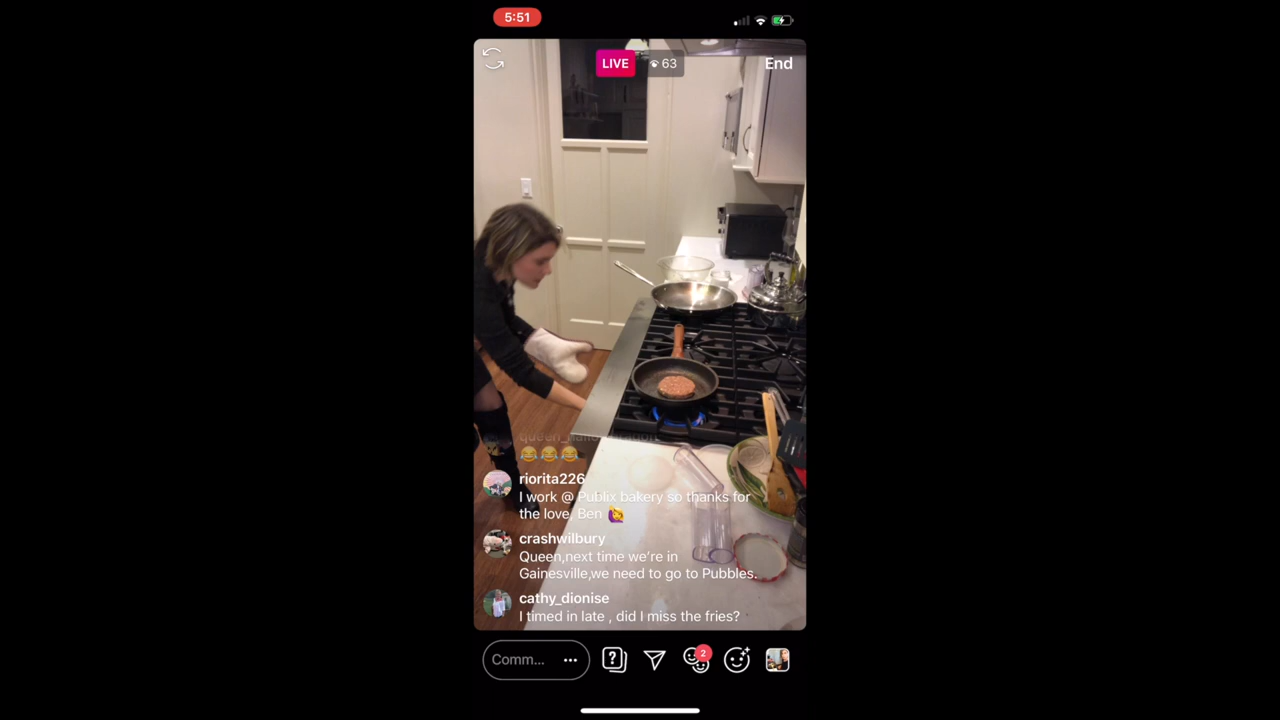 5:51
LIVE
63
End
riorita226
I work @ Publix bakery so thanks for
the love, Ben 🙋
crashwilbury
Queen,next time we're in
Gainesville,we need to go to Pubbles.
cathy_dionise
I timed in late , did I miss the fries?
Comm...
2